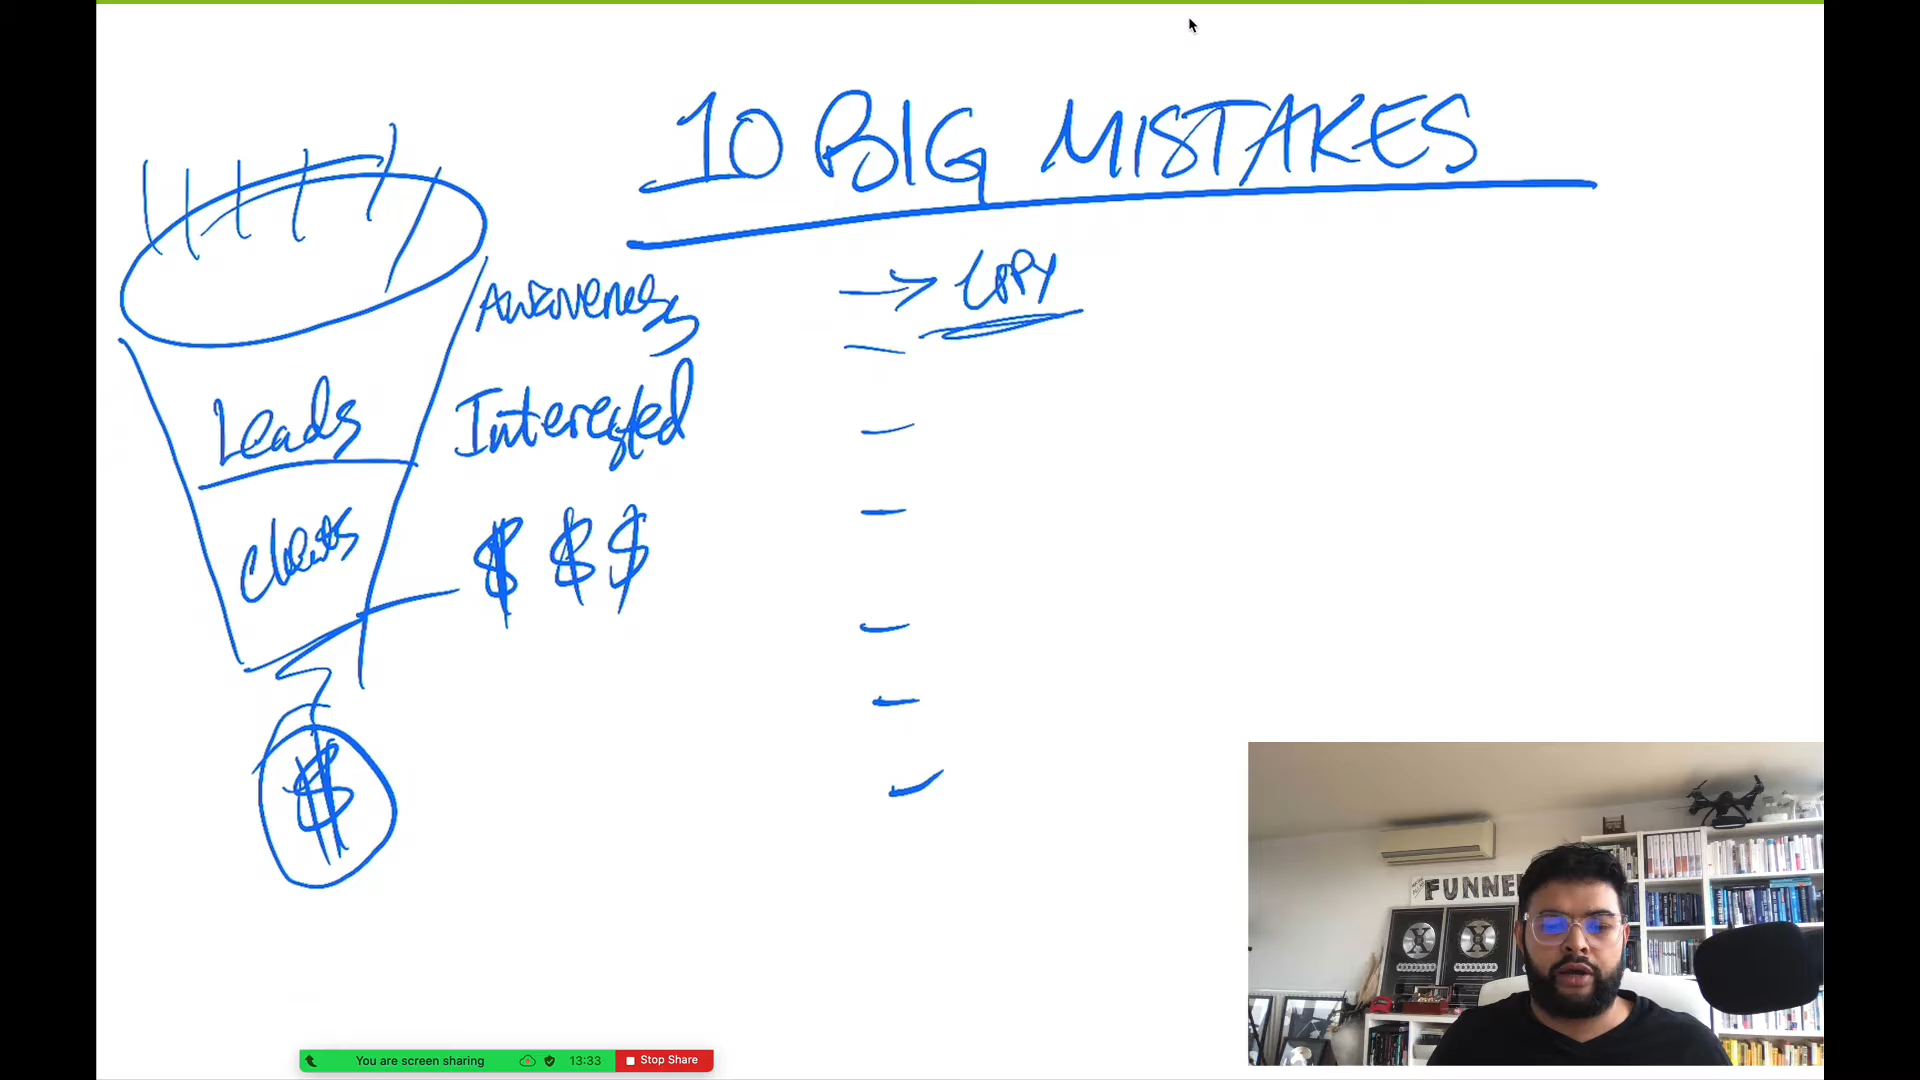 10 BIG MISTAKES
Awareness
→ COPY
Leads
Interested
clients
$ $ $
$
FUNNE
X X
You are screen sharing 13:33 Stop Share